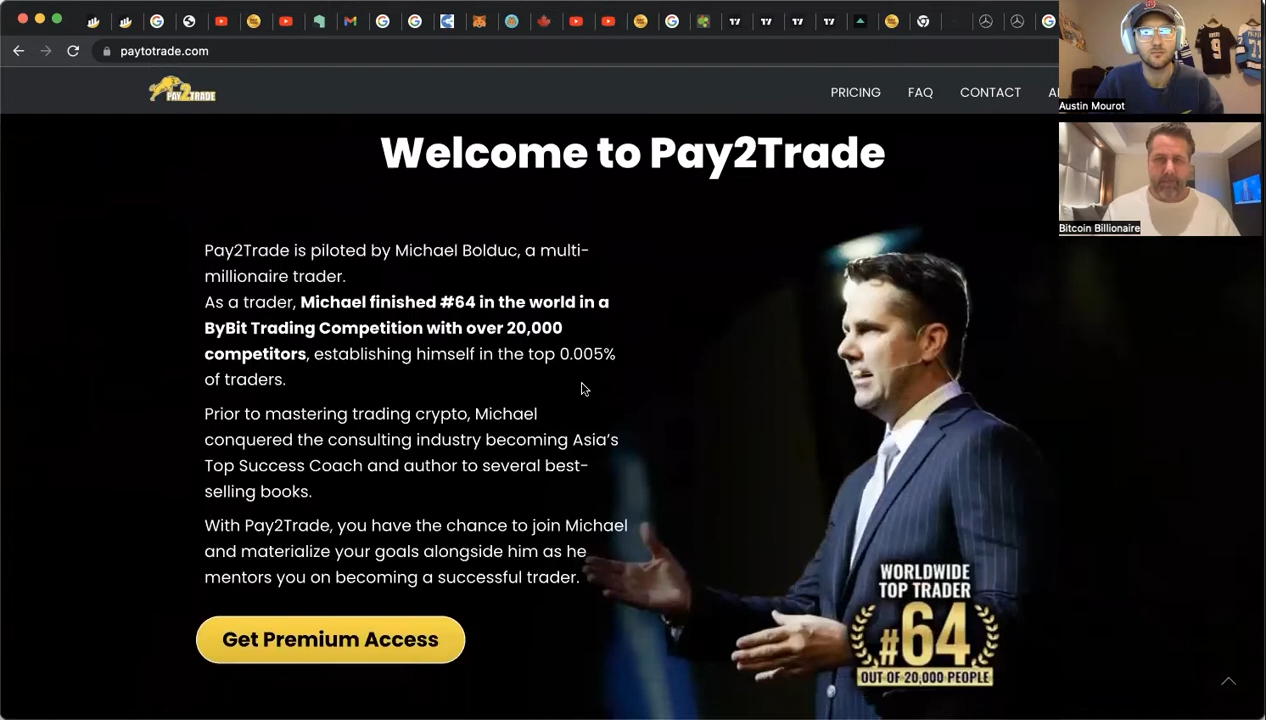 paytotrade.com
PAY2TRADE
PRICING
FAQ
CONTACT
Austin Mourot
Bitcoin Billionaire
Welcome to Pay2Trade
Pay2Trade is piloted by Michael Bolduc, a multi-
millionaire trader.
As a trader, Michael finished #64 in the world in a
ByBit Trading Competition with over 20,000
competitors, establishing himself in the top 0.005%
of traders.
Prior to mastering trading crypto, Michael
conquered the consulting industry becoming Asia's
Top Success Coach and author to several best-
selling books.
With Pay2Trade, you have the chance to join Michael
and materialize your goals alongside him as he
mentors you on becoming a successful trader.
Get Premium Access
WORLDWIDE
TOP TRADER
#64
OUT OF 20,000 PEOPLE